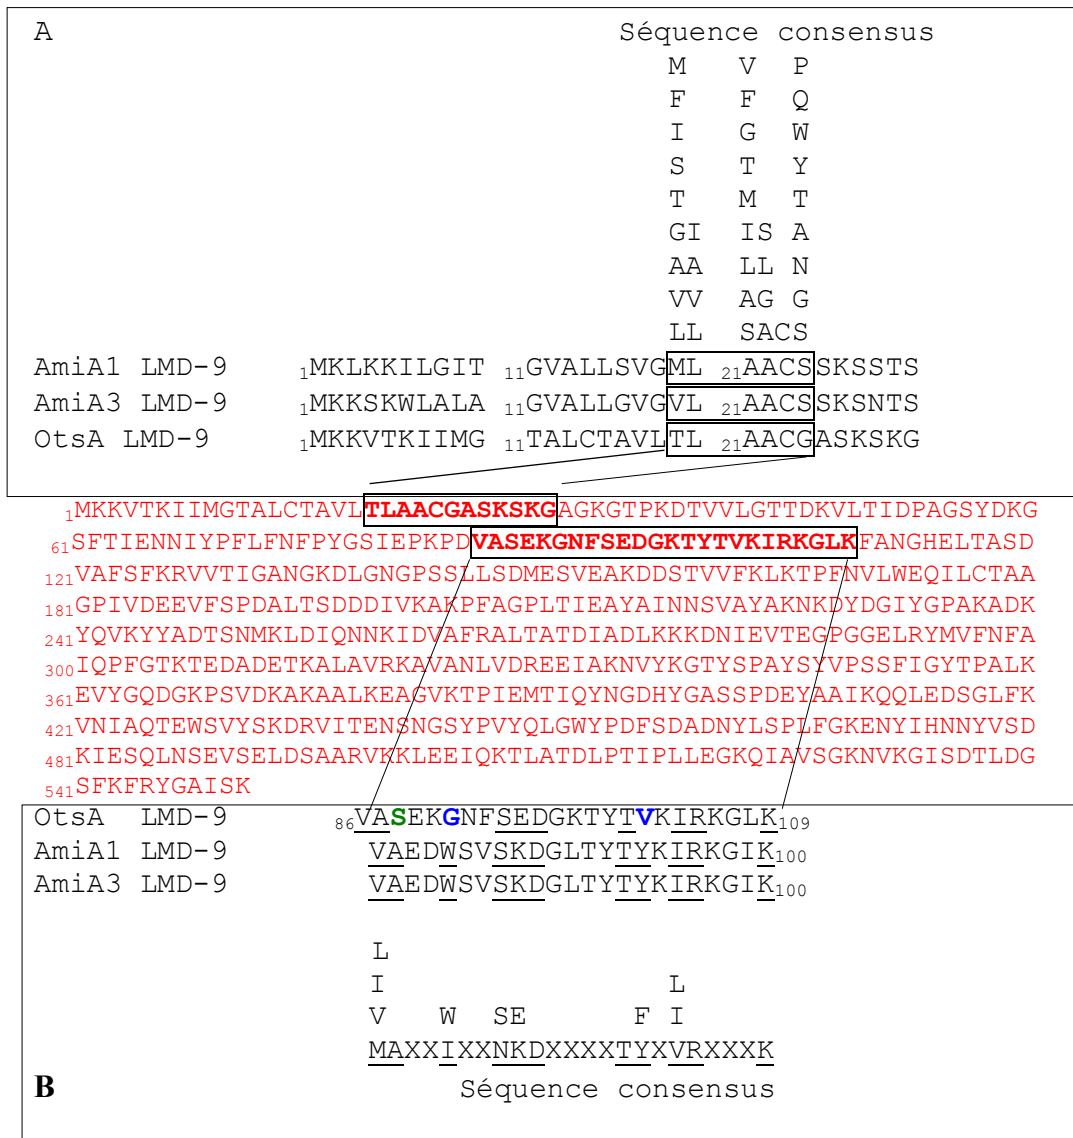 A Séquence consensus
M V P
F F Q
I G W
S T Y
T M T
GI IS A
AA LL N
VV AG G
LL SACS
AmiA1 LMD-9 1MKLKKILGIT 11GVALLSVGML 21AACSSKSSTS
AmiA3 LMD-9 1MKKSKWLALA 11GVALLGVGVL 21AACSSKSNTS
OtsA LMD-9 1MKKVTKIIMG 11TALCTAVLTL 21AACGASKSKG
1MKKVTKIIMGTALCTAVLTLAACGASKSKGAGKGTPKDTVVLGTTDKVLTIDPAGSYDKG
61SFTIENNIYPFLFNFPYGSIEPKPDVASEKGNFSEDGKTYTVKIRKGLKFANGHELTASD
121VAFSFKRVVTIGANGKDLGNGPSSLLSDMESVEAKDDSTVVFKLKTPFNVLWEQILCTAA
181GPIVDEEVFSPDALTSDDDIVKAKPFAGPLTIEAYAINNSVAYAKNKDYDGIYGPAKADK
241YQVKYYADTSNMKLDIQNNKIDVAFRALTATDIADLKKKDNIEVTEGPGGELRYMVFNFA
300IQPFGTKTEDADETKALAVRKAVANLVDREEIAKNVYKGTYSPAYSYVPSSFIGYTPALK
361EVYGQDGKPSVDKAKAALKEAGVKTPIEMTIQYNGDHYGASSPDEYAAIKQQLEDSGLFK
421VNIAQTEWSVYSKDRVITENSNGSYPVYQLGWYPDFSDADNYLSPLFGKENYIHNNYVSD
481KIESQLNSEVSELDSAARVKKLEEIQKTLATDLPTIPLLEGKQIAVSGKNVKGISDTLDG
541SFKFRYGAISK
OtsA LMD-9 86VASEKGNFSEDGKTYTVKIRKGLK109
AmiA1 LMD-9 VAEDWSVSKDGLTYTYKIRKGIK100
AmiA3 LMD-9 VAEDWSVSKDGLTYTYKIRKGIK100
L
I L
V W SE F I
MAXXIXXNKDXXXXTYXVRXXXK
B Séquence consensus